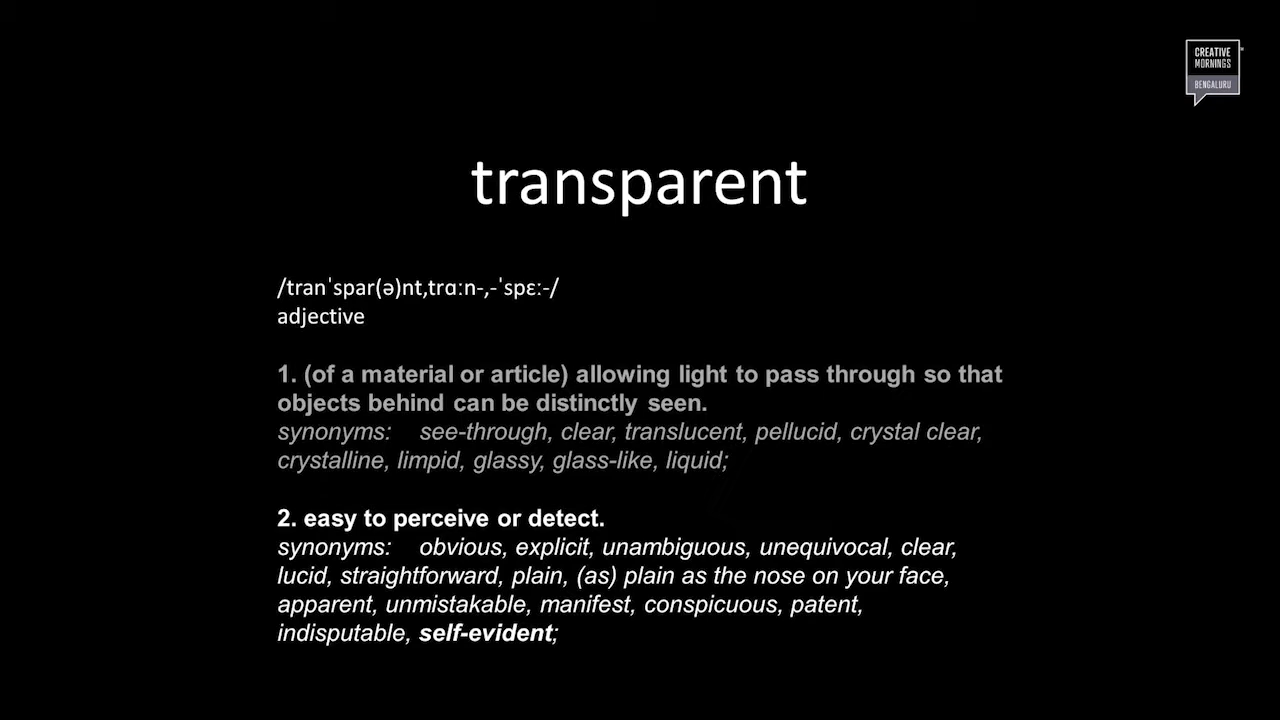 CREATIVE
MORNINGS
BENGALURU
transparent
/tranˈspar(ə)nt,trɑːn-,-ˈspɛː-/
adjective
1. (of a material or article) allowing light to pass through so that
objects behind can be distinctly seen.
synonyms: see-through, clear, translucent, pellucid, crystal clear,
crystalline, limpid, glassy, glass-like, liquid;
2. easy to perceive or detect.
synonyms: obvious, explicit, unambiguous, unequivocal, clear,
lucid, straightforward, plain, (as) plain as the nose on your face,
apparent, unmistakable, manifest, conspicuous, patent,
indisputable, self-evident;